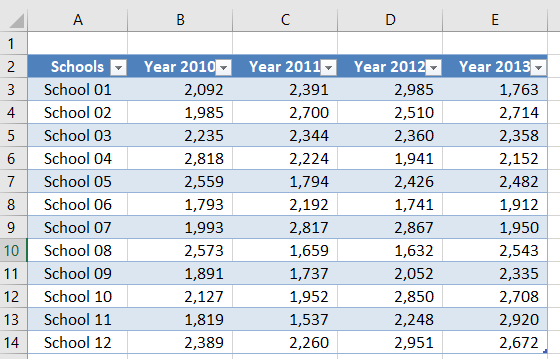 A B C D E
1
2 Schools Year 2010 Year 2011 Year 2012 Year 2013
3 School 01 2,092 2,391 2,985 1,763
4 School 02 1,985 2,700 2,510 2,714
5 School 03 2,235 2,344 2,360 2,358
6 School 04 2,818 2,224 1,941 2,152
7 School 05 2,559 1,794 2,426 2,482
8 School 06 1,793 2,192 1,741 1,912
9 School 07 1,993 2,817 2,867 1,950
10 School 08 2,573 1,659 1,632 2,543
11 School 09 1,891 1,737 2,052 2,335
12 School 10 2,127 1,952 2,850 2,708
13 School 11 1,819 1,537 2,248 2,920
14 School 12 2,389 2,260 2,951 2,672